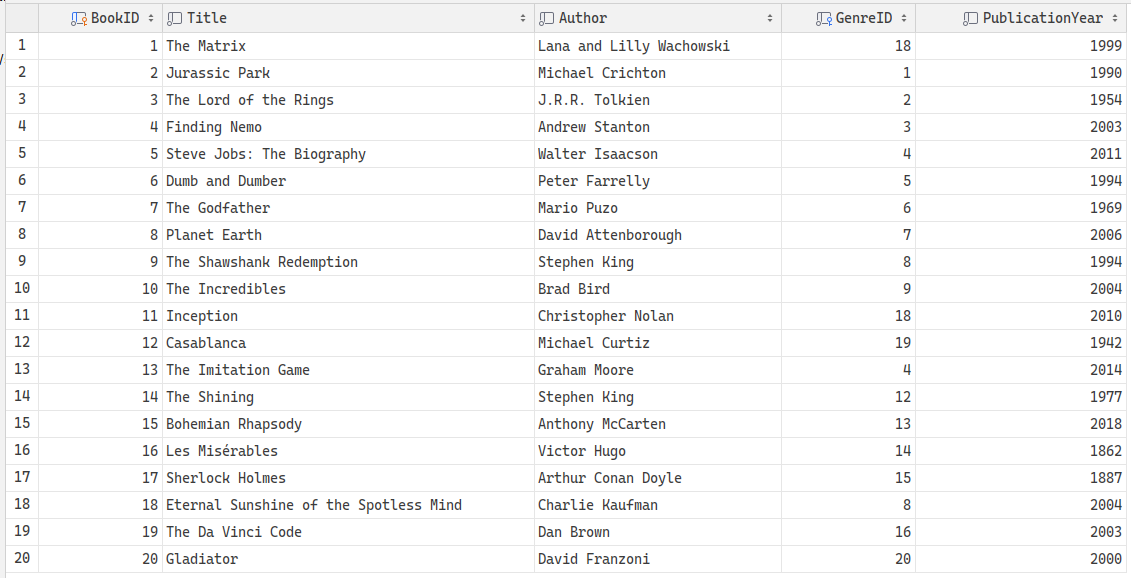 BookID Title Author GenreID PublicationYear
1 1 The Matrix Lana and Lilly Wachowski 18 1999
2 2 Jurassic Park Michael Crichton 1 1990
3 3 The Lord of the Rings J.R.R. Tolkien 2 1954
4 4 Finding Nemo Andrew Stanton 3 2003
5 5 Steve Jobs: The Biography Walter Isaacson 4 2011
6 6 Dumb and Dumber Peter Farrelly 5 1994
7 7 The Godfather Mario Puzo 6 1969
8 8 Planet Earth David Attenborough 7 2006
9 9 The Shawshank Redemption Stephen King 8 1994
10 10 The Incredibles Brad Bird 9 2004
11 11 Inception Christopher Nolan 18 2010
12 12 Casablanca Michael Curtiz 19 1942
13 13 The Imitation Game Graham Moore 4 2014
14 14 The Shining Stephen King 12 1977
15 15 Bohemian Rhapsody Anthony McCarten 13 2018
16 16 Les Misérables Victor Hugo 14 1862
17 17 Sherlock Holmes Arthur Conan Doyle 15 1887
18 18 Eternal Sunshine of the Spotless Mind Charlie Kaufman 8 2004
19 19 The Da Vinci Code Dan Brown 16 2003
20 20 Gladiator David Franzoni 20 2000